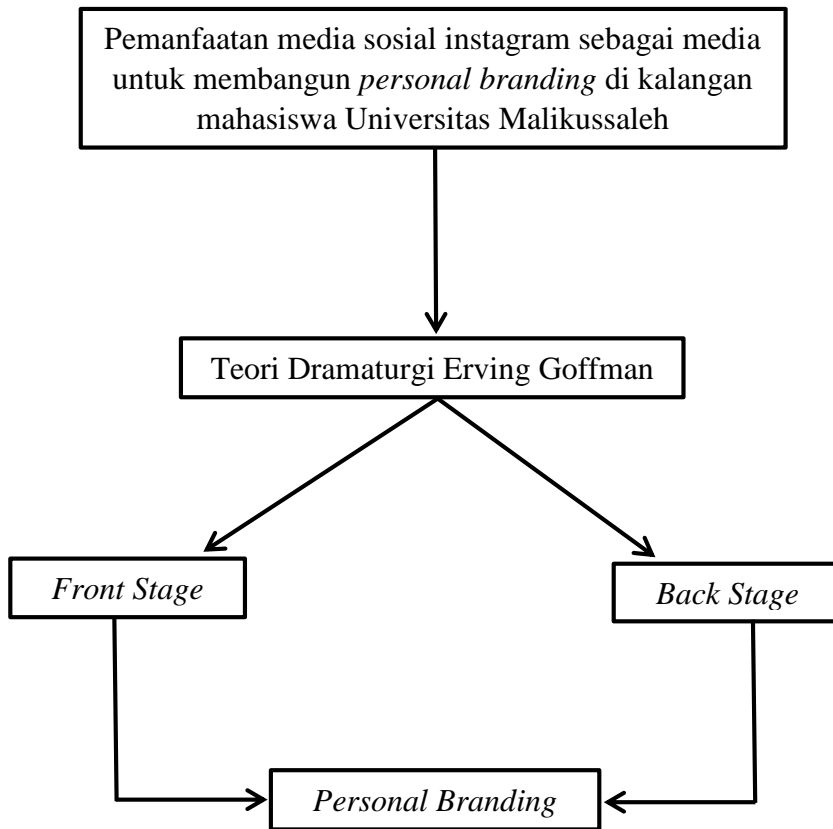 Pemanfaatan media sosial instagram sebagai media
untuk membangun personal branding di kalangan
mahasiswa Universitas Malikussaleh
Teori Dramaturgi Erving Goffman
Front Stage
Back Stage
Personal Branding